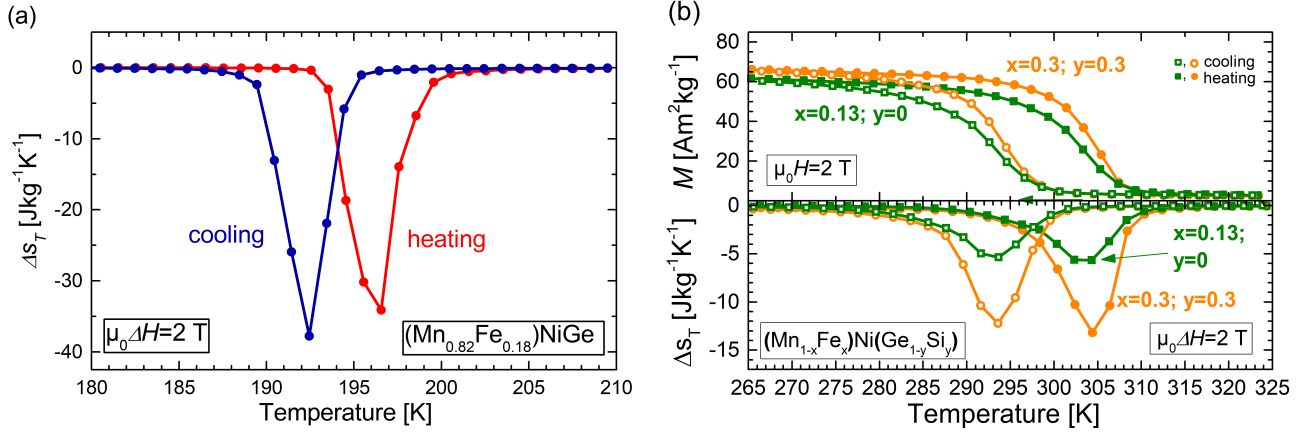 (a)
0
-10
-20
-30
-40
Δs_T [Jkg⁻¹K⁻¹]
cooling
heating
μ₀ΔH=2 T
(Mn₀.₈₂Fe₀.₁₈)NiGe
180 185 190 195 200 205 210
Temperature [K]
(b)
80
60
40
20
0
M [Am²kg⁻¹]
x=0.3; y=0.3
, cooling
, heating
x=0.13; y=0
μ₀H=2 T
0
-5
-10
-15
Δs_T [Jkg⁻¹K⁻¹]
x=0.13;
y=0
x=0.3; y=0.3
(Mn₁₋ₓFeₓ)Ni(Ge₁₋ᵧSiᵧ)
μ₀ΔH=2 T
265 270 275 280 285 290 295 300 305 310 315 320 325
Temperature [K]